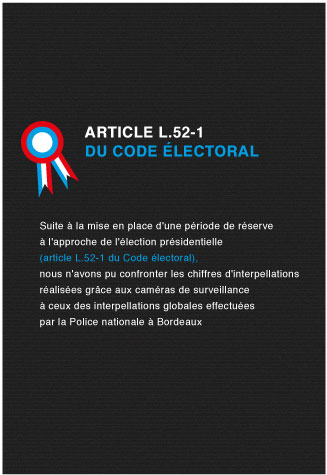 ARTICLE L.52-1
DU CODE ÉLECTORAL
Suite à la mise en place d'une période de réserve
à l'approche de l'élection présidentielle
(article L.52-1 du Code électoral),
nous n'avons pu confronter les chiffres d'interpellations
réalisées grâce aux caméras de surveillance
à ceux des interpellations globales effectuées
par la Police nationale à Bordeaux